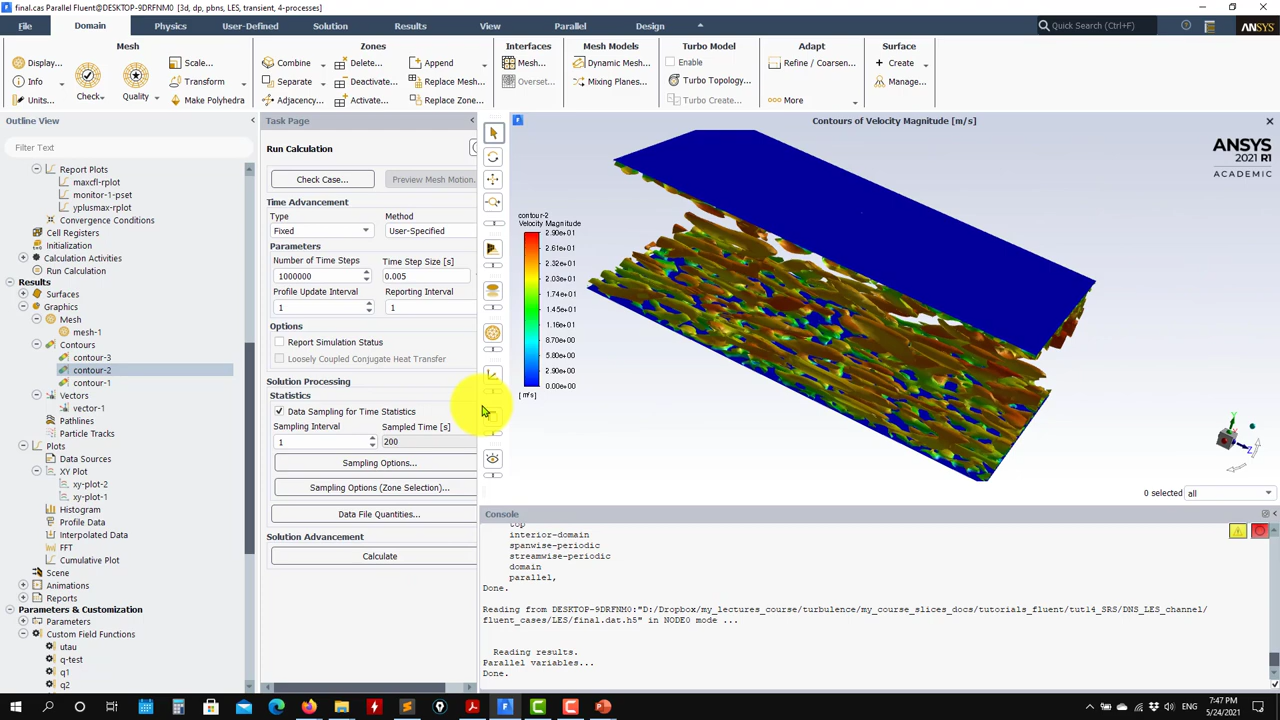 final.cas Parallel Fluent@DESKTOP-9DRFNM0 [3d, dp, pbns, LES, transient, 4-processes]
File Domain Physics User-Defined Solution Results View Parallel Design Quick Search (Ctrl+F) ANSYS
Mesh Zones Interfaces Mesh Models Turbo Model Adapt Surface
Display... Scale... Combine Delete... Append Mesh... Dynamic Mesh... Enable Refine / Coarsen... Create
Info Check Quality Transform Separate Deactivate... Replace Mesh... Overset... Mixing Planes... Turbo Topology... Manage...
Units... Make Polyhedra Adjacency... Activate... Replace Zone... Turbo Create... More
Outline View
Filter Text
Report Plots
maxcfl-rplot
monitor-1-pset
yplusmax-rplot
Convergence Conditions
Cell Registers
Initialization
Calculation Activities
Run Calculation
Results
Surfaces
Graphics
Mesh
mesh-1
Contours
contour-3
contour-2
contour-1
Vectors
vector-1
Pathlines
Particle Tracks
Plots
Data Sources
XY Plot
xy-plot-2
xy-plot-1
Histogram
Profile Data
Interpolated Data
FFT
Cumulative Plot
Scene
Animations
Reports
Parameters & Customization
Parameters
Custom Field Functions
utau
q-test
q1
q2
Task Page
Run Calculation
Check Case... Preview Mesh Motion.
Time Advancement
Type Method
Fixed User-Specified
Parameters
Number of Time Steps Time Step Size [s]
1000000 0.005
Profile Update Interval Reporting Interval
1 1
Options
Report Simulation Status
Loosely Coupled Conjugate Heat Transfer
Solution Processing
Statistics
Data Sampling for Time Statistics
Sampling Interval Sampled Time [s]
1 200
Sampling Options...
Sampling Options (Zone Selection)...
Data File Quantities...
Solution Advancement
Calculate
Contours of Velocity Magnitude [m/s]
ANSYS
2021 R1
ACADEMIC
contour-2
Velocity Magnitude
2.90e+01
2.61e+01
2.32e+01
2.03e+01
1.74e+01
1.45e+01
1.16e+01
8.70e+00
5.80e+00
2.90e+00
0.00e+00
[ m/s ]
0 selected all
Console
top
interior-domain
spanwise-periodic
streamwise-periodic
domain
parallel,
Done.
Reading from DESKTOP-9DRFNM0:"D:/Dropbox/my_lectures_course/turbulence/my_course_slices_docs/tutorials_fluent/tut14_SRS/DNS_LES_channel/
fluent_cases/LES/final.dat.h5" in NODE0 mode ...
Reading results.
Parallel variables...
Done.
7:47 PM
ENG
5/24/2021